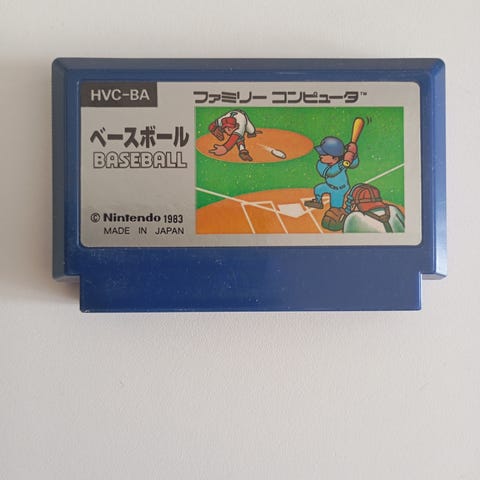 HVC-BA
ファミリー コンピュータ™
ベースボール
BASEBALL
© Nintendo 1983
MADE IN JAPAN